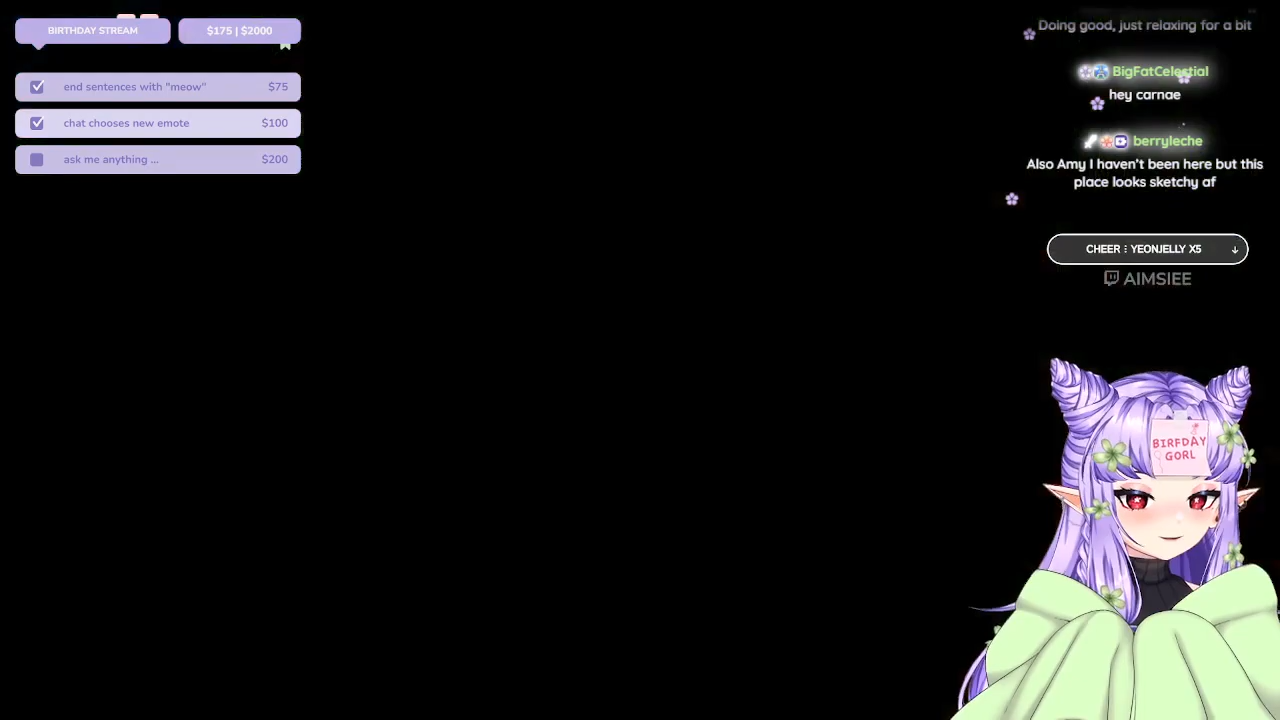 BIRTHDAY STREAM
$175 | $2000
end sentences with "meow" $75
chat chooses new emote $100
ask me anything ... $200
Doing good, just relaxing for a bit
BigFatCelestial
hey carnae
berryleche
Also Amy I haven't been here but this
place looks sketchy af
CHEER : YEONJELLY X5
AIMSIEE
BIRFDAY
GORL